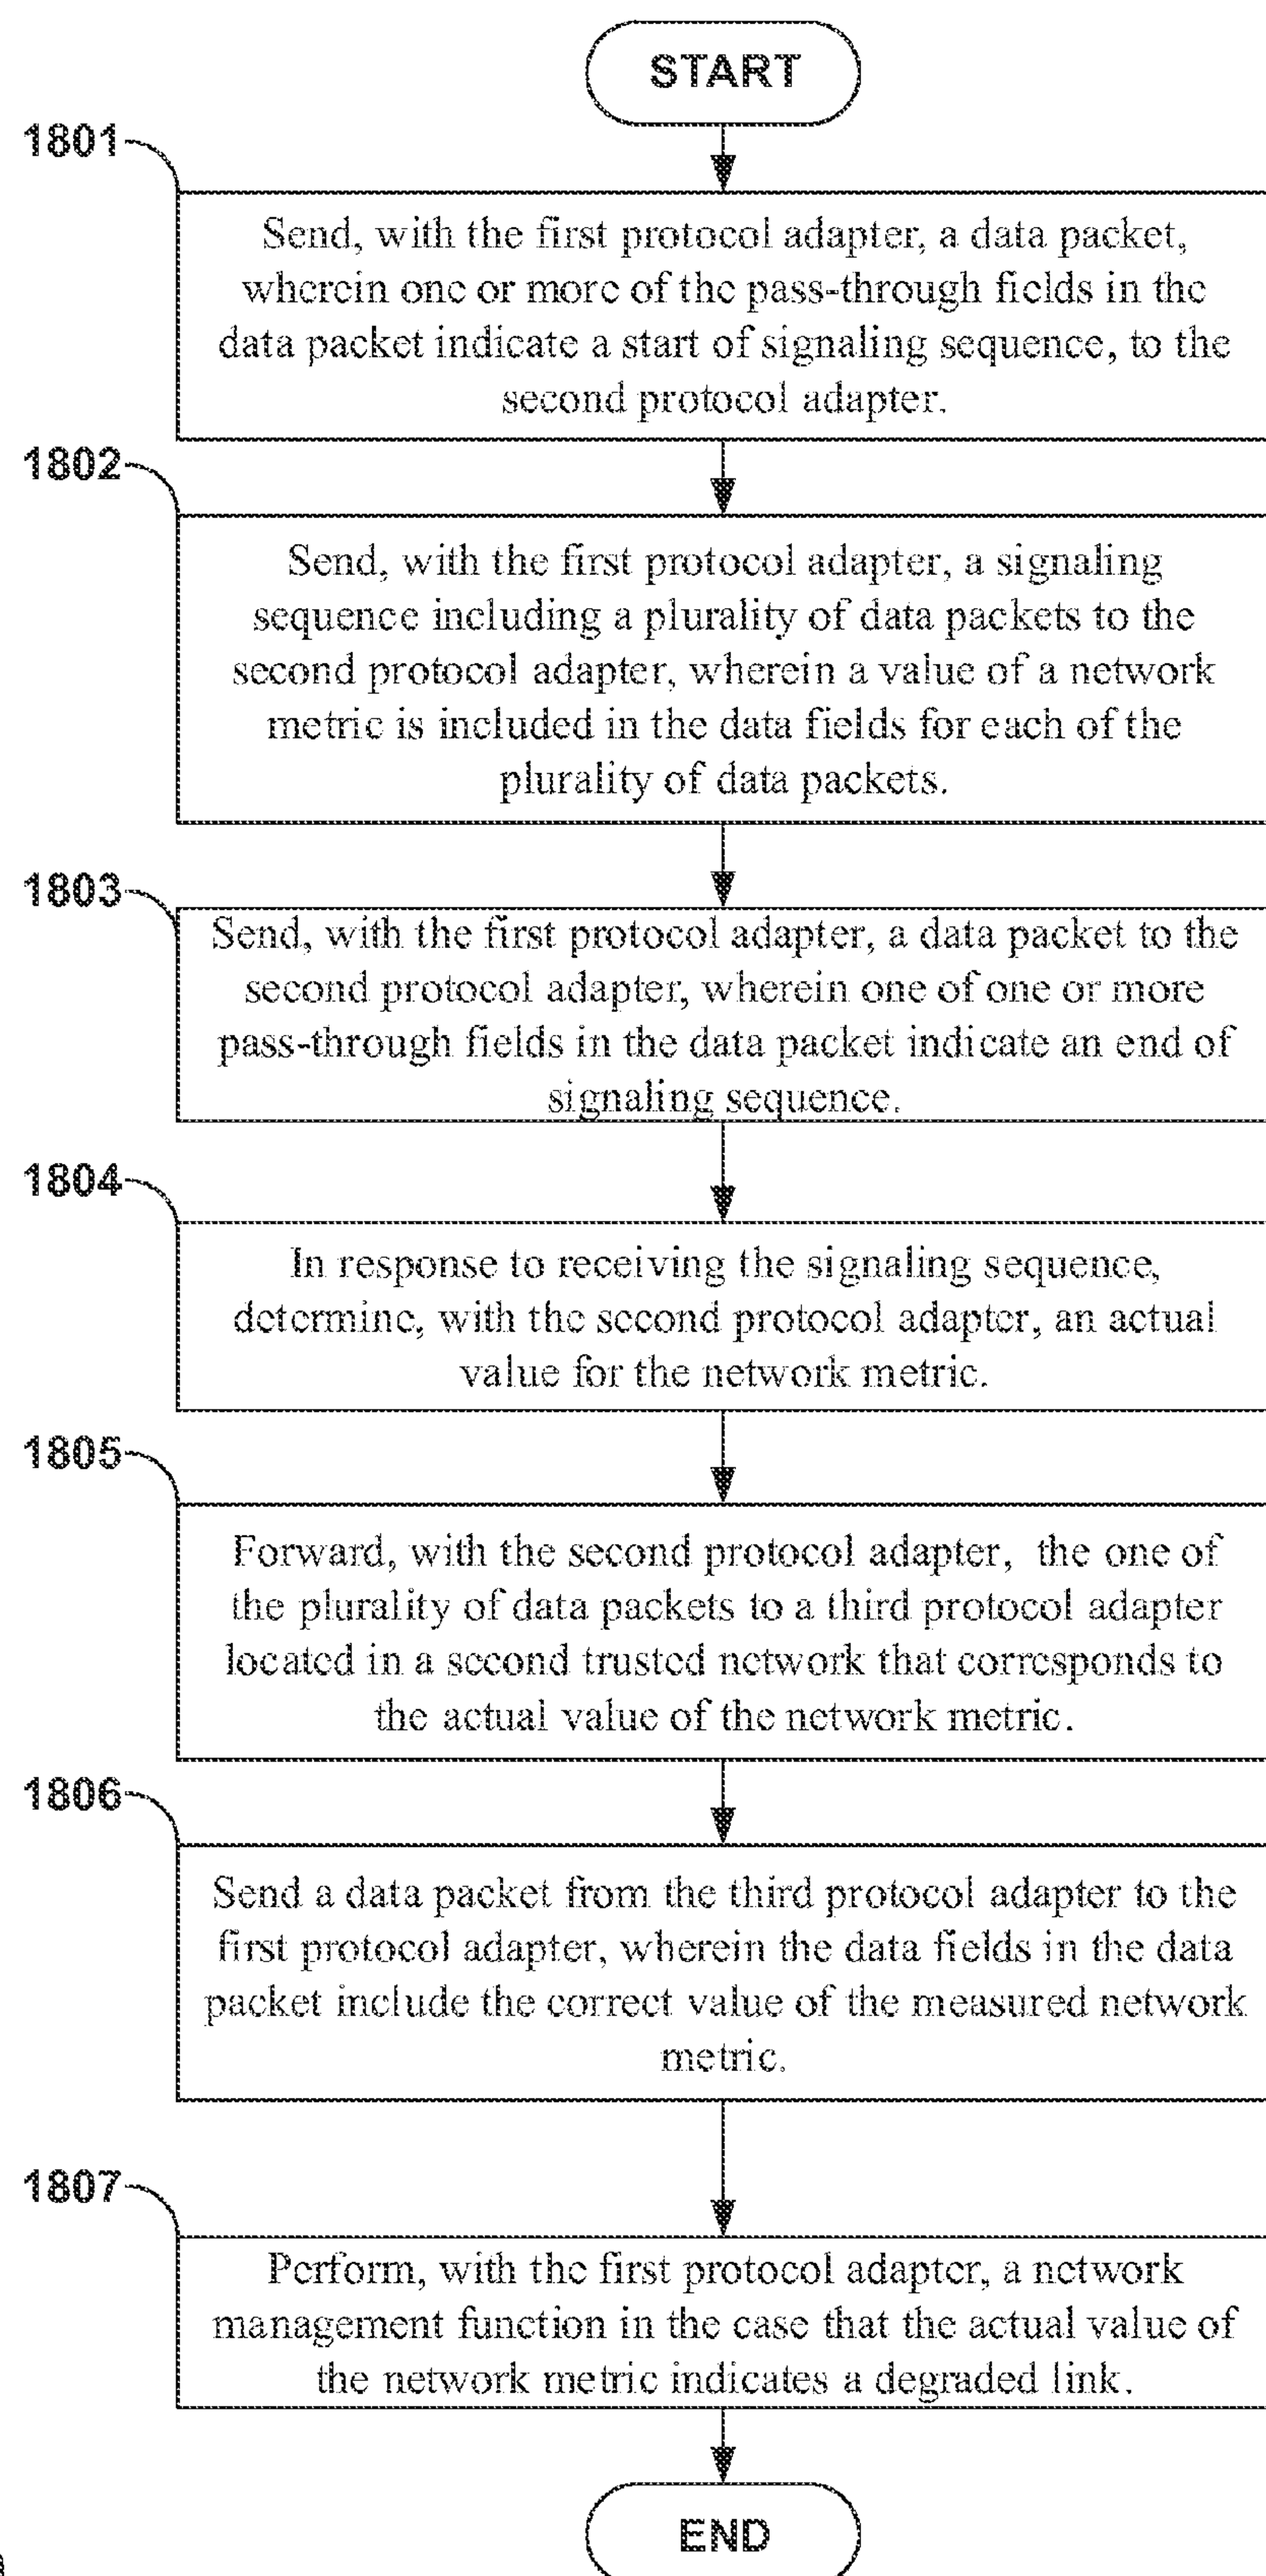 START
1801
Send, with the first protocol adapter, a data packet,
wherein one or more of the pass-through fields in the
data packet indicate a start of signaling sequence, to the
second protocol adapter.
1802
Send, with the first protocol adapter, a signaling
sequence including a plurality of data packets to the
second protocol adapter, wherein a value of a network
metric is included in the data fields for each of the
plurality of data packets.
1803
Send, with the first protocol adapter, a data packet to the
second protocol adapter, wherein one of one or more
pass-through fields in the data packet indicate an end of
signaling sequence.
1804
In response to receiving the signaling sequence,
determine, with the second protocol adapter, an actual
value for the network metric.
1805
Forward, with the second protocol adapter, the one of
the plurality of data packets to a third protocol adapter
located in a second trusted network that corresponds to
the actual value of the network metric.
1806
Send a data packet from the third protocol adapter to the
first protocol adapter, wherein the data fields in the data
packet include the correct value of the measured network
metric.
1807
Perform, with the first protocol adapter, a network
management function in the case that the actual value of
the network metric indicates a degraded link.
END